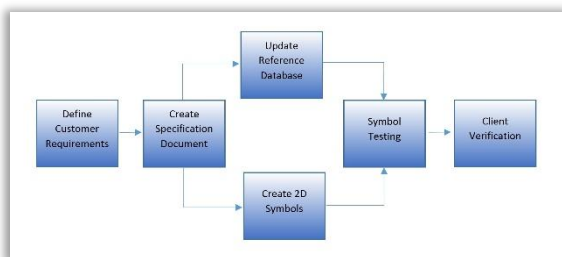 Update
Reference
Database
Define
Customer
Requirements
Create
Specification
Document
Symbol
Testing
Client
Verification
Create 2D
Symbols